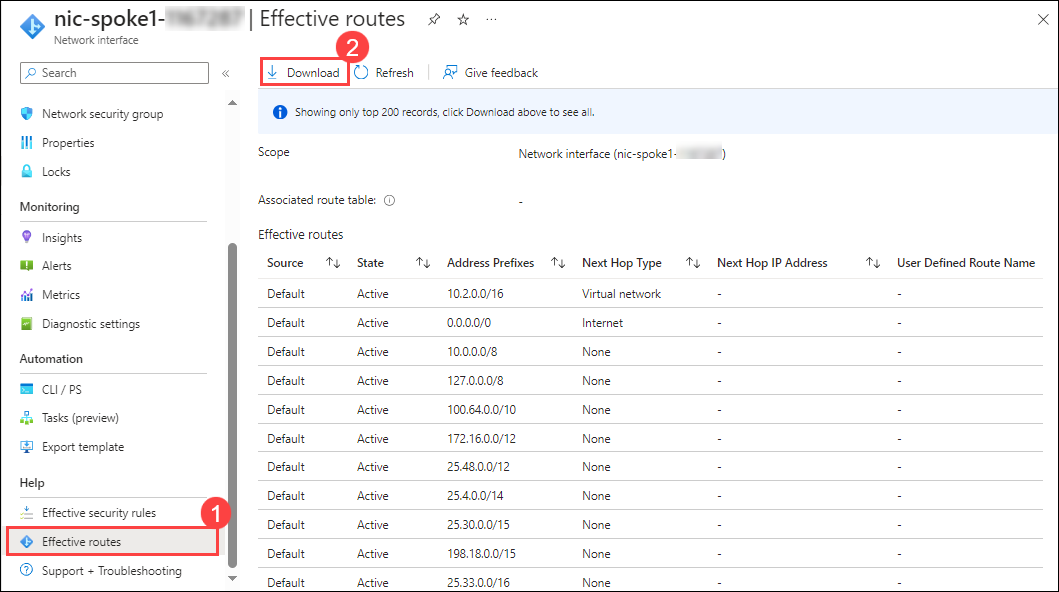 nic-spoke1- | Effective routes
Network interface
2
Search
Download
Refresh
Give feedback
Showing only top 200 records, click Download above to see all.
Network security group
Properties
Locks
Monitoring
Insights
Alerts
Metrics
Diagnostic settings
Automation
CLI / PS
Tasks (preview)
Export template
Help
Effective security rules
1
Effective routes
Support + Troubleshooting
Scope Network interface (nic-spoke1- )
Associated route table: -
Effective routes
Source State Address Prefixes Next Hop Type Next Hop IP Address User Defined Route Name
Default Active 10.2.0.0/16 Virtual network - -
Default Active 0.0.0.0/0 Internet - -
Default Active 10.0.0.0/8 None - -
Default Active 127.0.0.0/8 None - -
Default Active 100.64.0.0/10 None - -
Default Active 172.16.0.0/12 None - -
Default Active 25.48.0.0/12 None - -
Default Active 25.4.0.0/14 None - -
Default Active 25.30.0.0/15 None - -
Default Active 198.18.0.0/15 None - -
Default Active 25.33.0.0/16 None - -